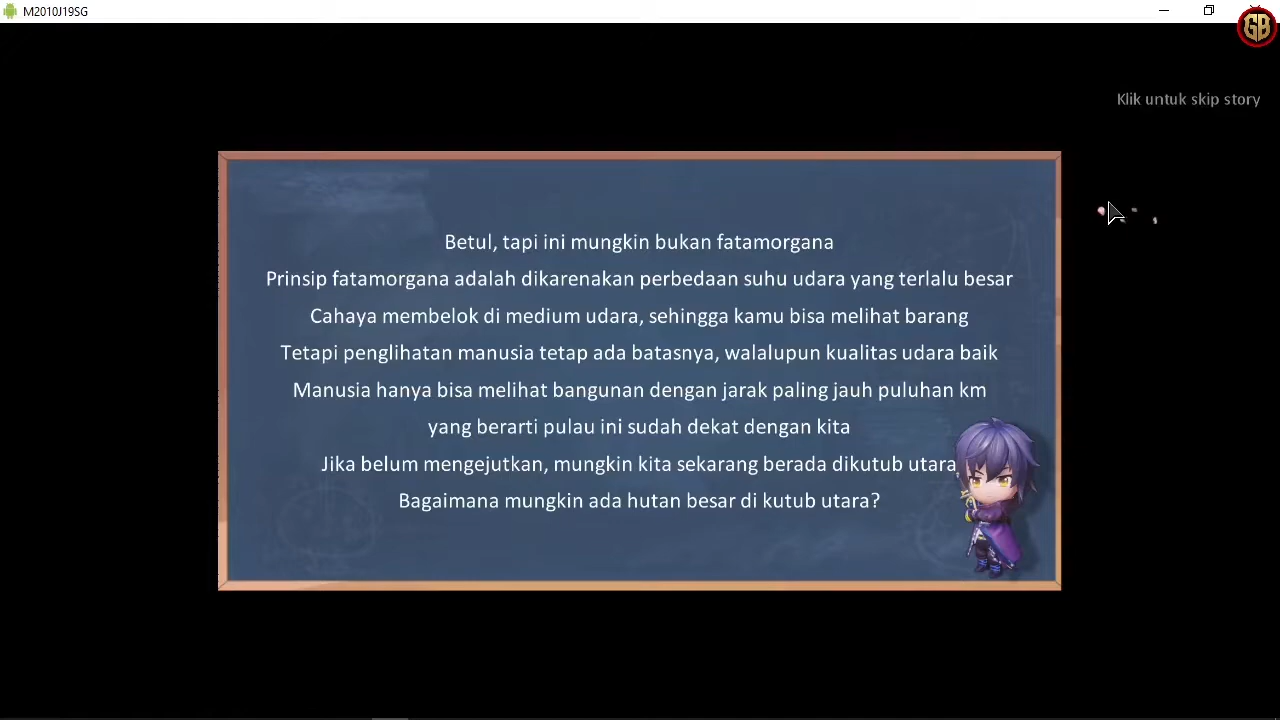 M2010J19SG
GB
Klik untuk skip story
Betul, tapi ini mungkin bukan fatamorgana
Prinsip fatamorgana adalah dikarenakan perbedaan suhu udara yang terlalu besar
Cahaya membelok di medium udara, sehingga kamu bisa melihat barang
Tetapi penglihatan manusia tetap ada batasnya, walalupun kualitas udara baik
Manusia hanya bisa melihat bangunan dengan jarak paling jauh puluhan km
yang berarti pulau ini sudah dekat dengan kita
Jika belum mengejutkan, mungkin kita sekarang berada dikutub utara,
Bagaimana mungkin ada hutan besar di kutub utara?